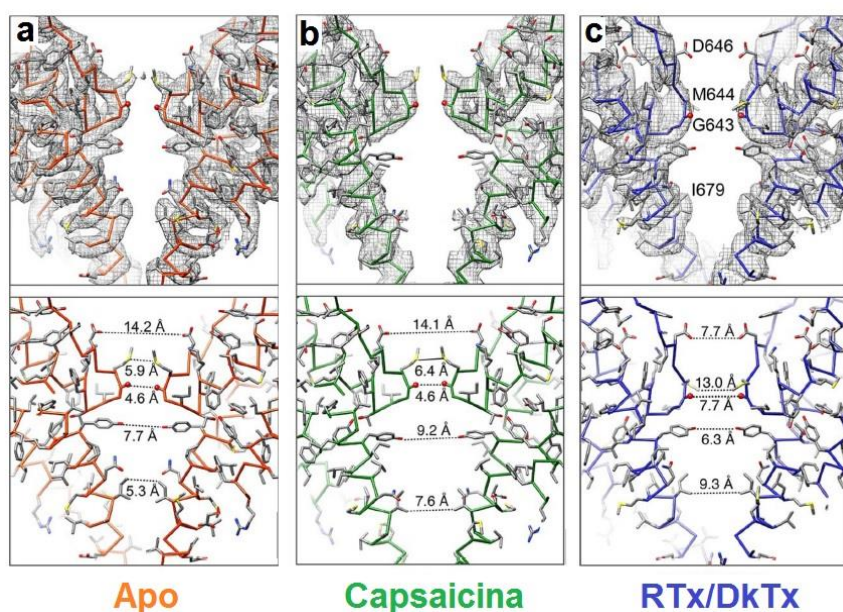 a
b
c
D646
M644
G643
I679
14.2 Å
5.9 Å
4.6 Å
7.7 Å
5.3 Å
14.1 Å
6.4 Å
4.6 Å
9.2 Å
7.6 Å
7.7 Å
13.0 Å
7.7 Å
6.3 Å
9.3 Å
Apo
Capsaicina
RTx/DkTx